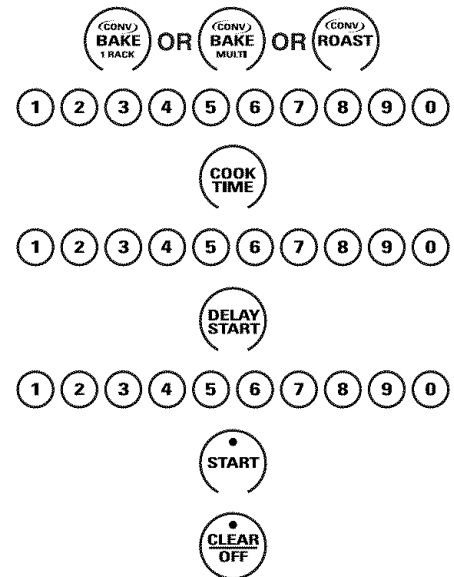 CONV BAKE 1 RACK OR CONV BAKE MULTI OR CONV ROAST
1 2 3 4 5 6 7 8 9 0
COOK TIME
1 2 3 4 5 6 7 8 9 0
DELAY START
1 2 3 4 5 6 7 8 9 0
START
CLEAR OFF